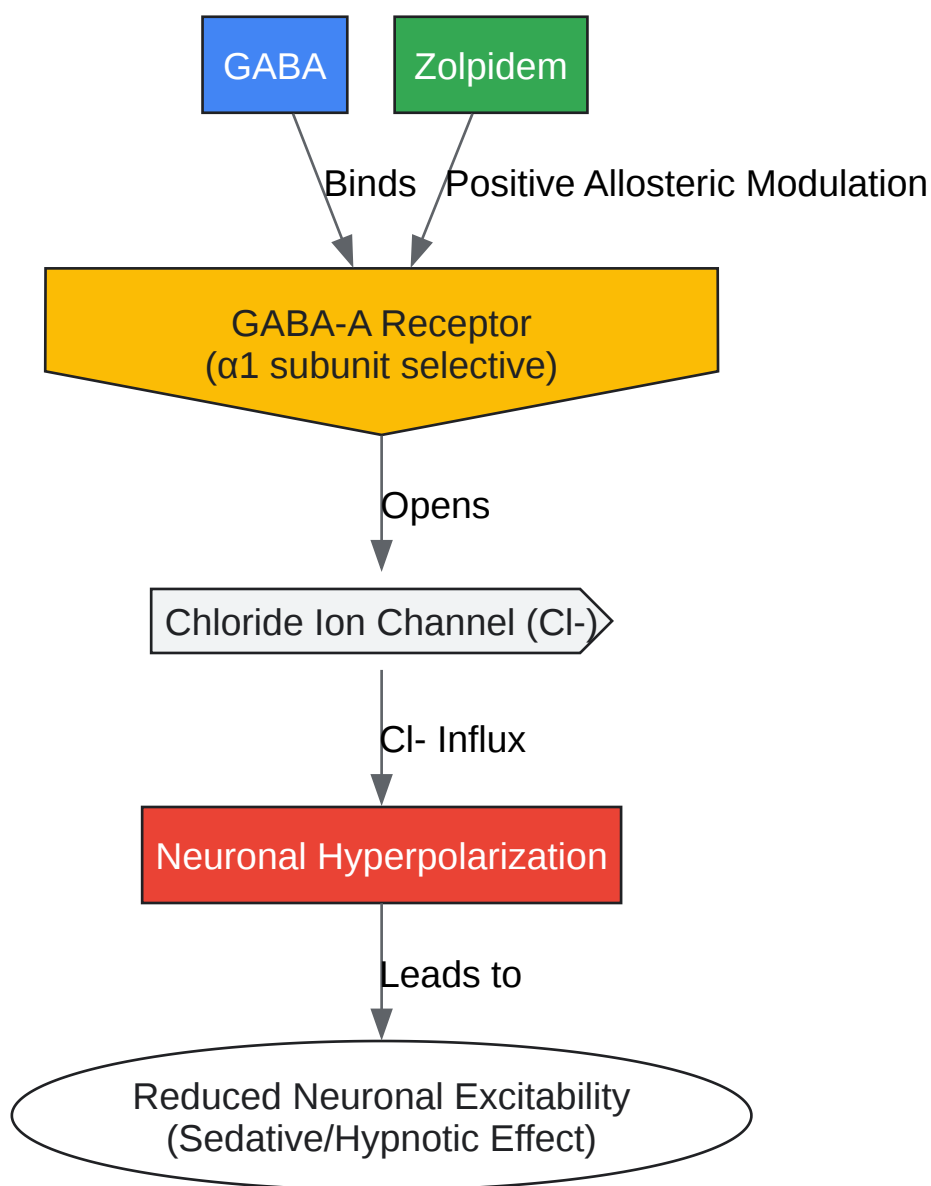 GABA
Zolpidem
Binds
Positive Allosteric Modulation
GABA-A Receptor
(α1 subunit selective)
Opens
Chloride Ion Channel (Cl-)
Cl- Influx
Neuronal Hyperpolarization
Leads to
Reduced Neuronal Excitability
(Sedative/Hypnotic Effect)